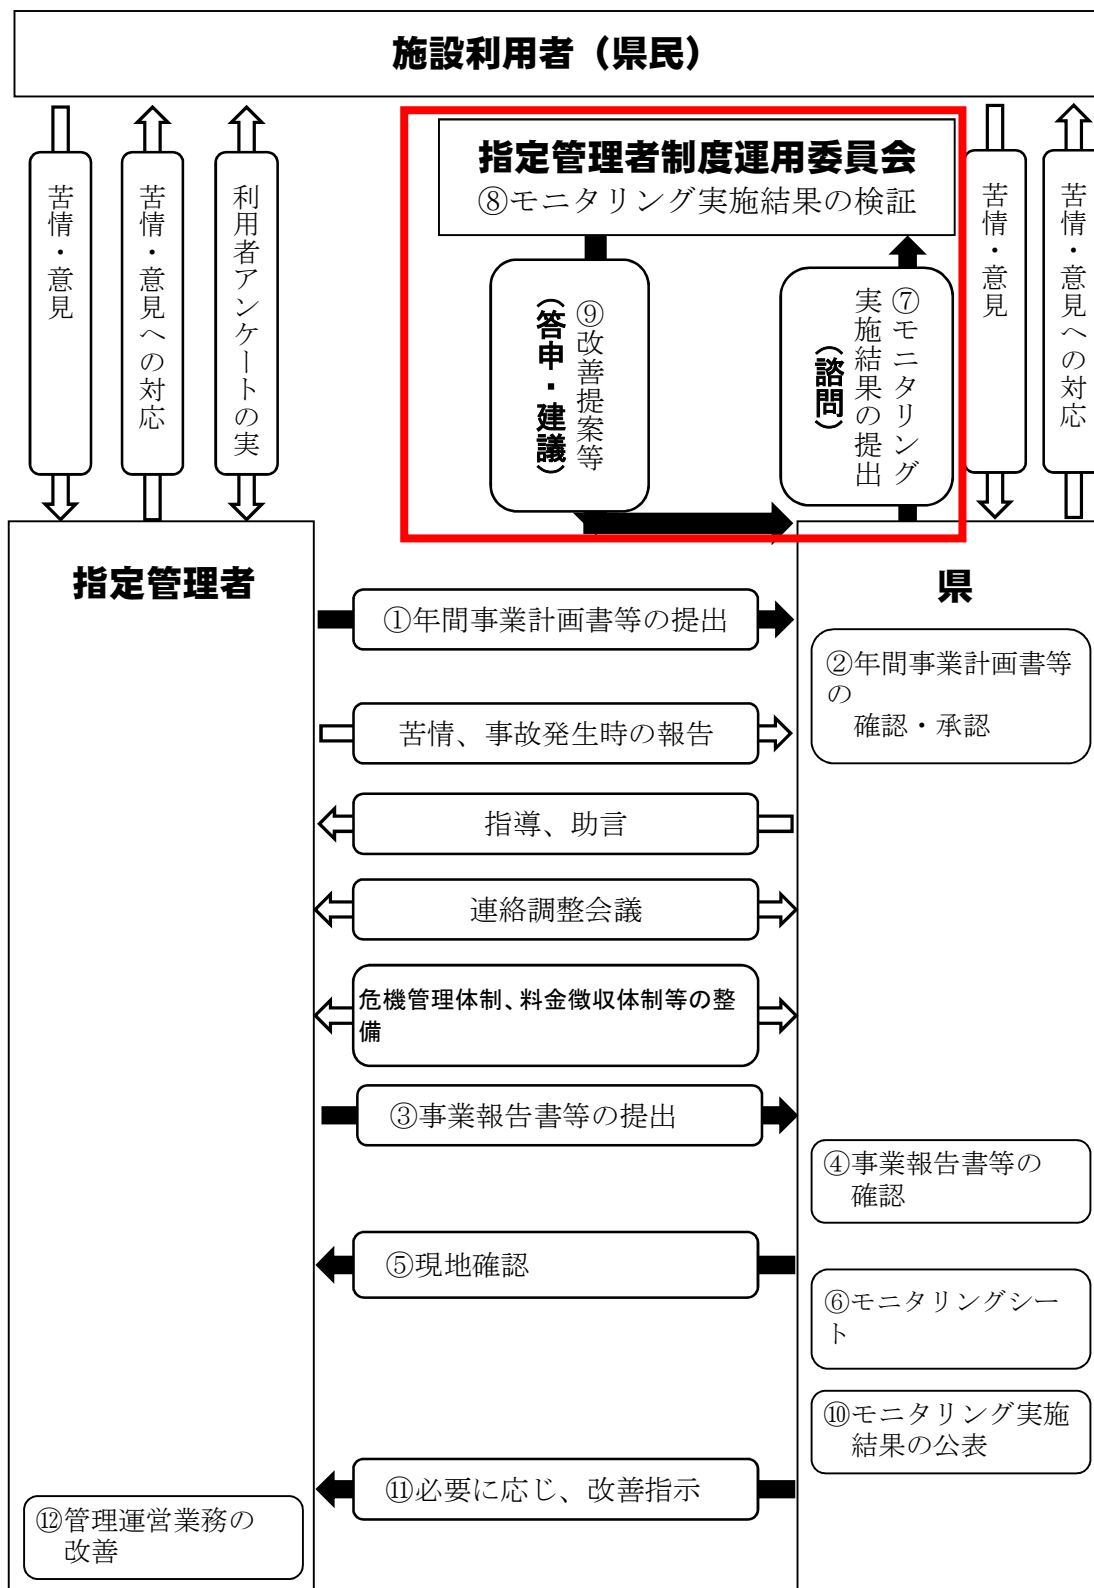 施設利用者（県民）
苦情・意見
苦情・意見への対応
利用者アンケートの実
指定管理者制度運用委員会
⑧モニタリング実施結果の検証
⑨改善提案等
（答申・建議）
⑦モニタリング
実施結果の提出
（諮問）
苦情・意見
苦情・意見への対応
指定管理者
県
①年間事業計画書等の提出
②年間事業計画書等
の
確認・承認
苦情、事故発生時の報告
指導、助言
連絡調整会議
危機管理体制、料金徴収体制等の整
備
③事業報告書等の提出
④事業報告書等の
確認
⑤現地確認
⑥モニタリングシー
ト
⑩モニタリング実施
結果の公表
⑪必要に応じ、改善指示
⑫管理運営業務の
改善